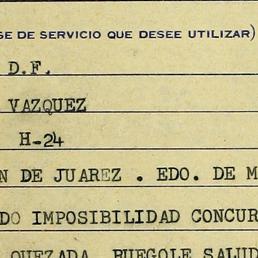 SE DE SERVICIO QUE DESEE UTILIZAR)
D.F.
VAZQUEZ
H-24
N DE JUAREZ . EDO. DE M
DO IMPOSIBILIDAD CONCUR
QUEZADA RUEGOLE SALUD